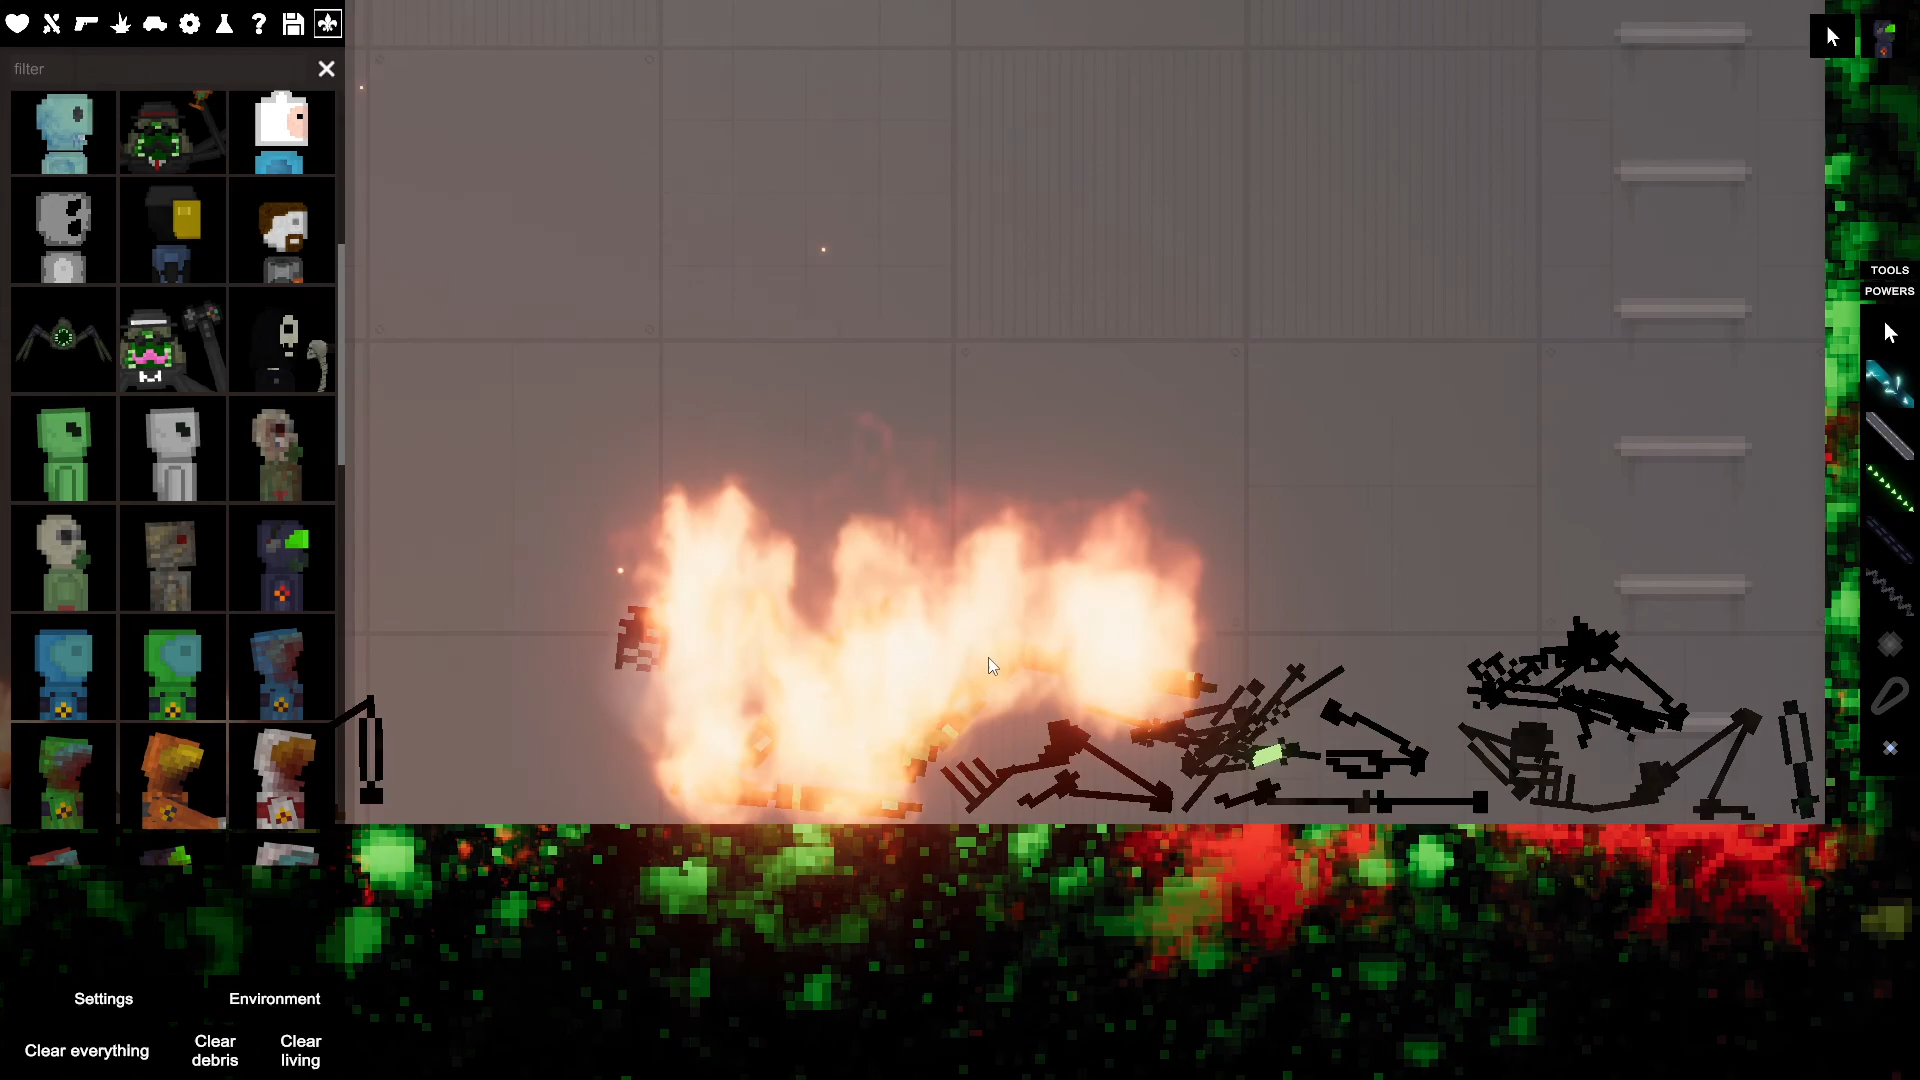 filter
TOOLS
POWERS
Settings
Environment
Clear everything
Clear
debris
Clear
living